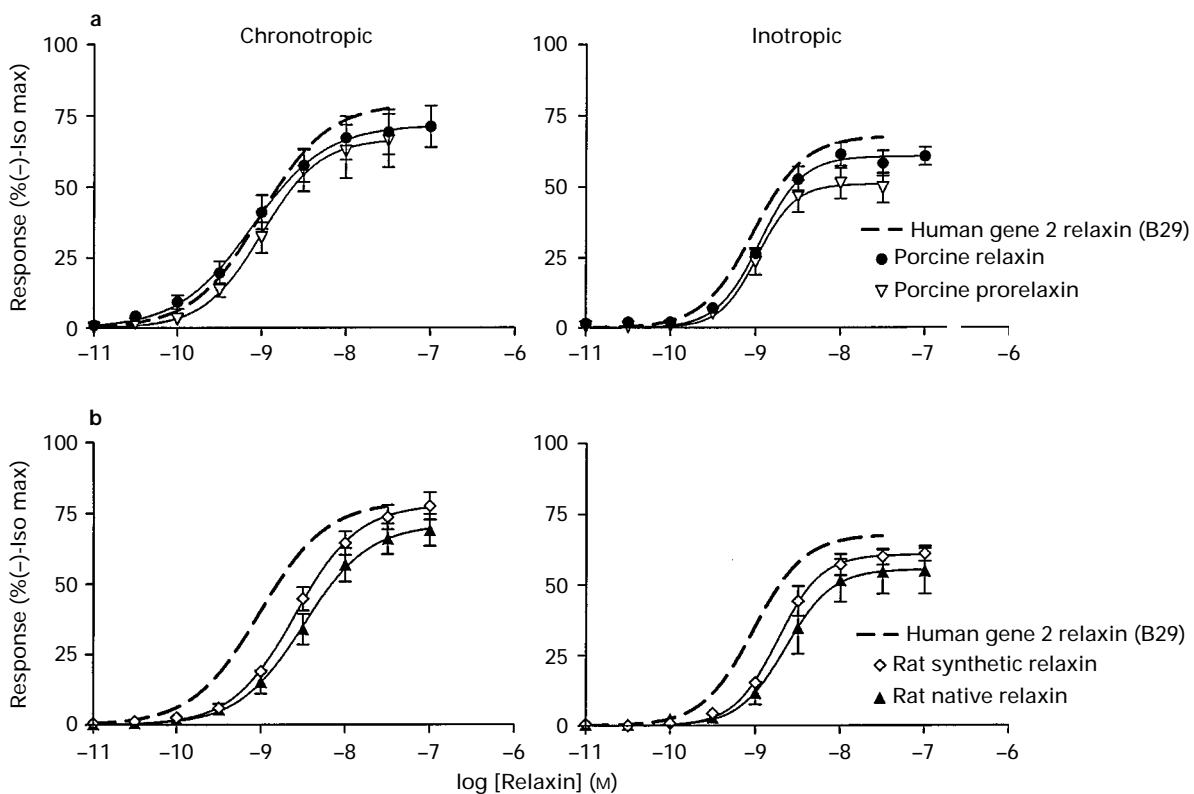 a
Chronotropic
Inotropic
Response (%(–)-Iso max)
100
75
50
25
0
–11 –10 –9 –8 –7 –6
100
75
50
25
0
–11 –10 –9 –8 –7 –6
Human gene 2 relaxin (B29)
Porcine relaxin
Porcine prorelaxin
b
Response (%(–)-Iso max)
100
75
50
25
0
–11 –10 –9 –8 –7 –6
100
75
50
25
0
–11 –10 –9 –8 –7 –6
Human gene 2 relaxin (B29)
Rat synthetic relaxin
Rat native relaxin
log [Relaxin] (M)